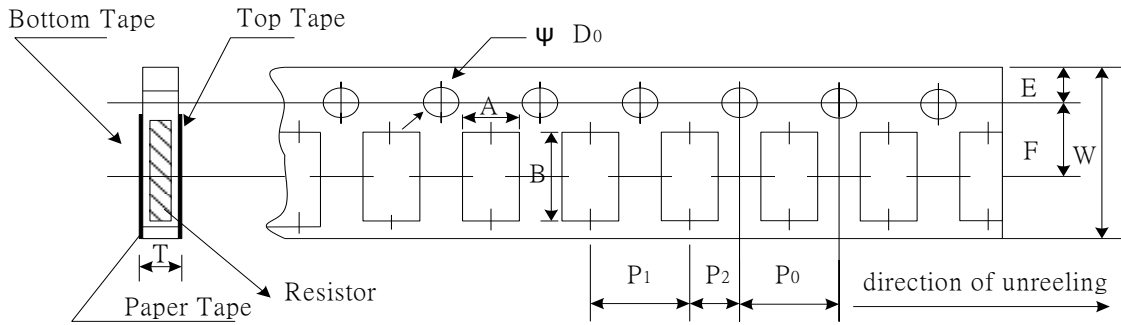 Bottom Tape
Top Tape
Ψ D₀
E
A
F
W
B
T
P₁
P₂
P₀
direction of unreeling
Resistor
Paper Tape